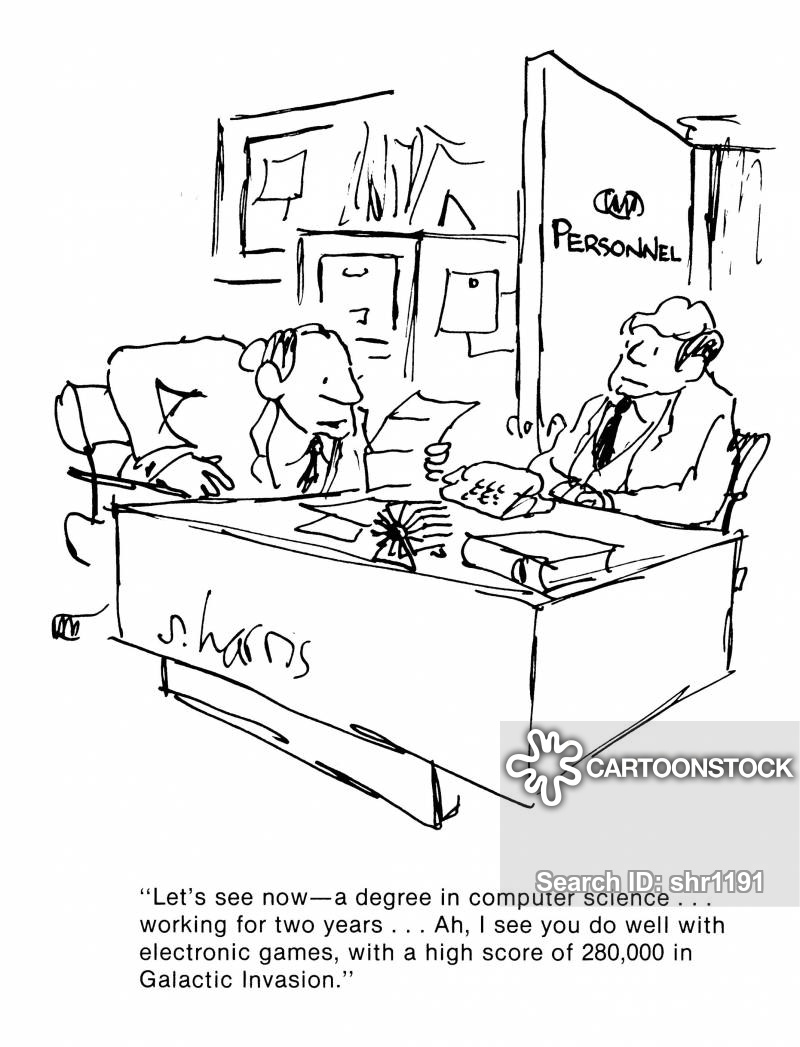 PERSONNEL
s.harris
CARTOONSTOCK
Search ID: shr1191
“Let’s see now—a degree in computer science . . .
working for two years . . . Ah, I see you do well with
electronic games, with a high score of 280,000 in
Galactic Invasion.”